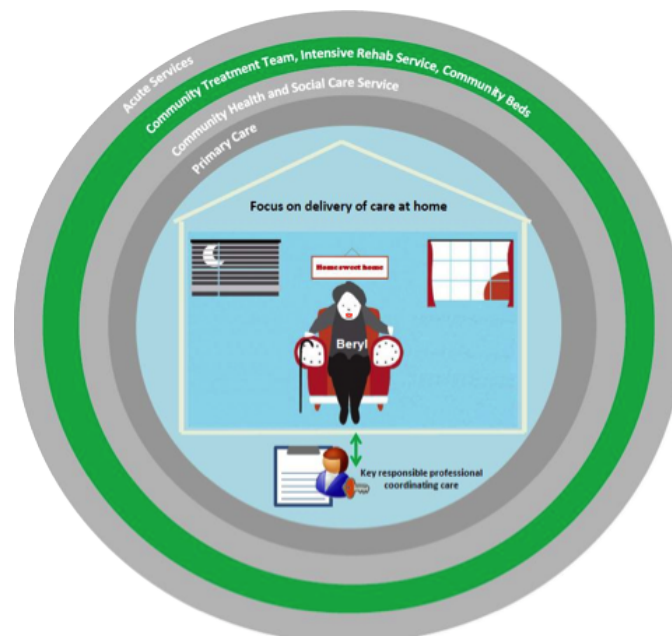 Acute Services
Community Treatment Team, Intensive Rehab Service, Community Beds
Community Health and Social Care Service
Primary Care
Focus on delivery of care at home
Home sweet home
Beryl
Key responsible professional
coordinating care